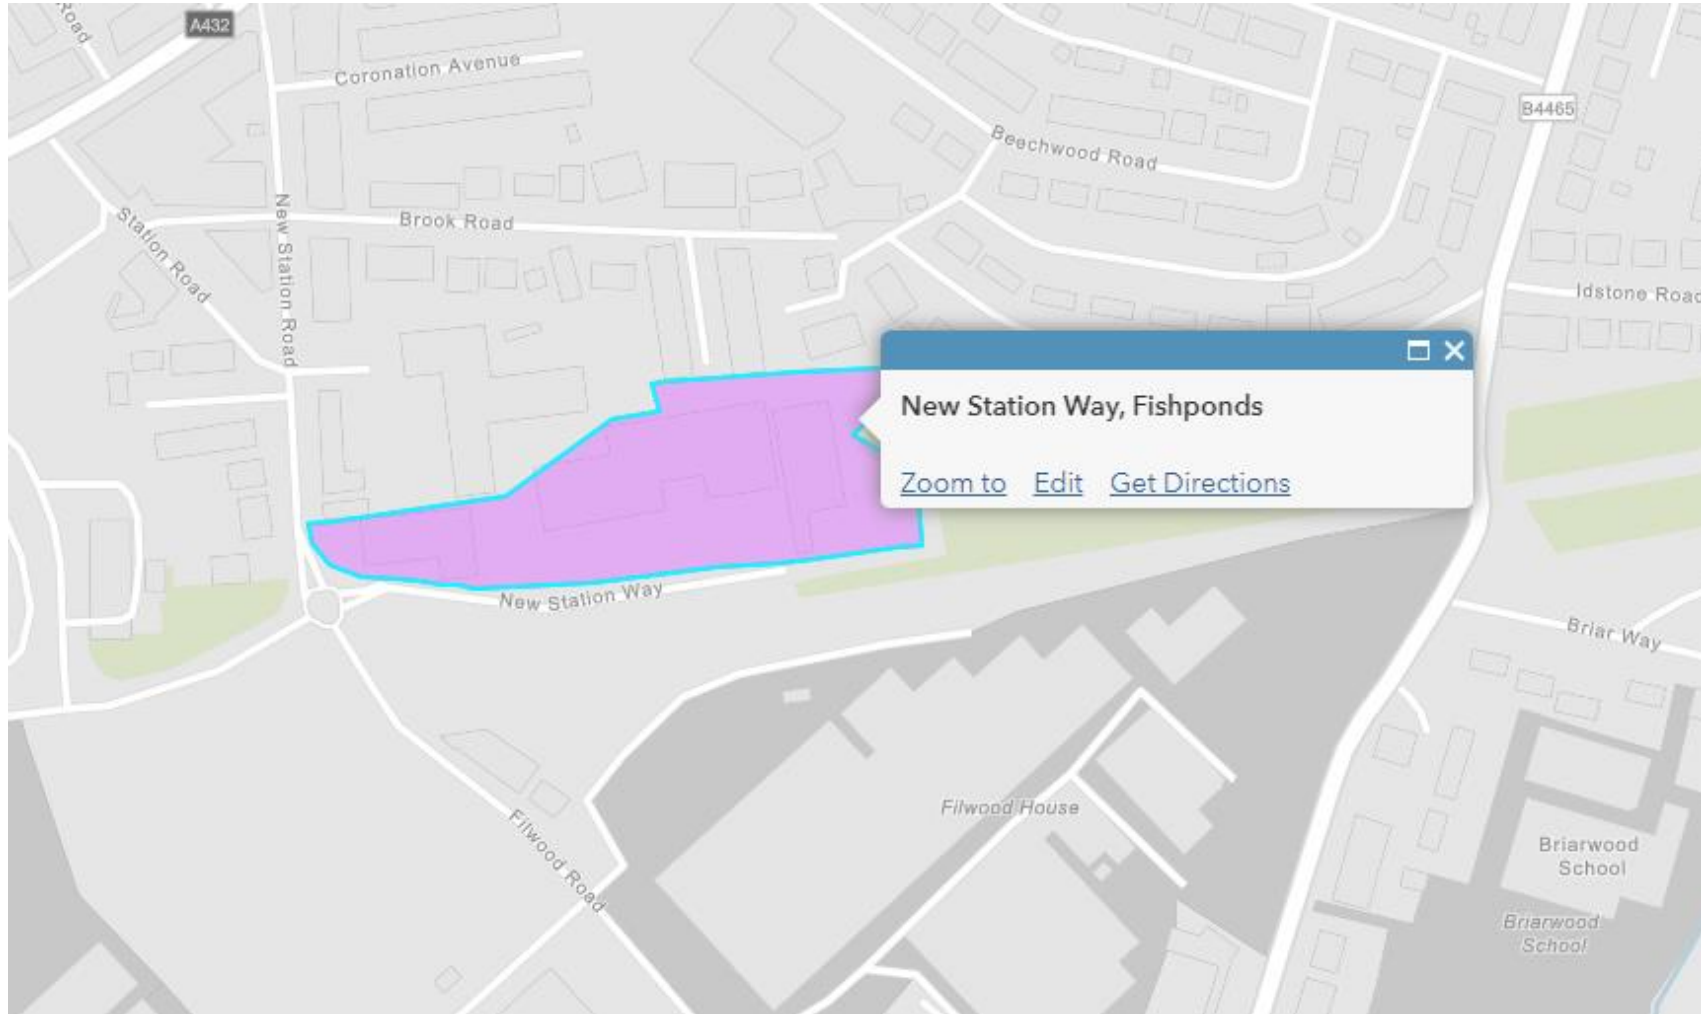 Road
A432
Coronation Avenue
B4465
Beechwood Road
Station Road
New Station Road
Brook Road
Idstone Road
New Station Way, Fishponds
Zoom to Edit Get Directions
New Station Way
Briar Way
Filwood House
Filwood Road
Briarwood
School
Briarwood
School